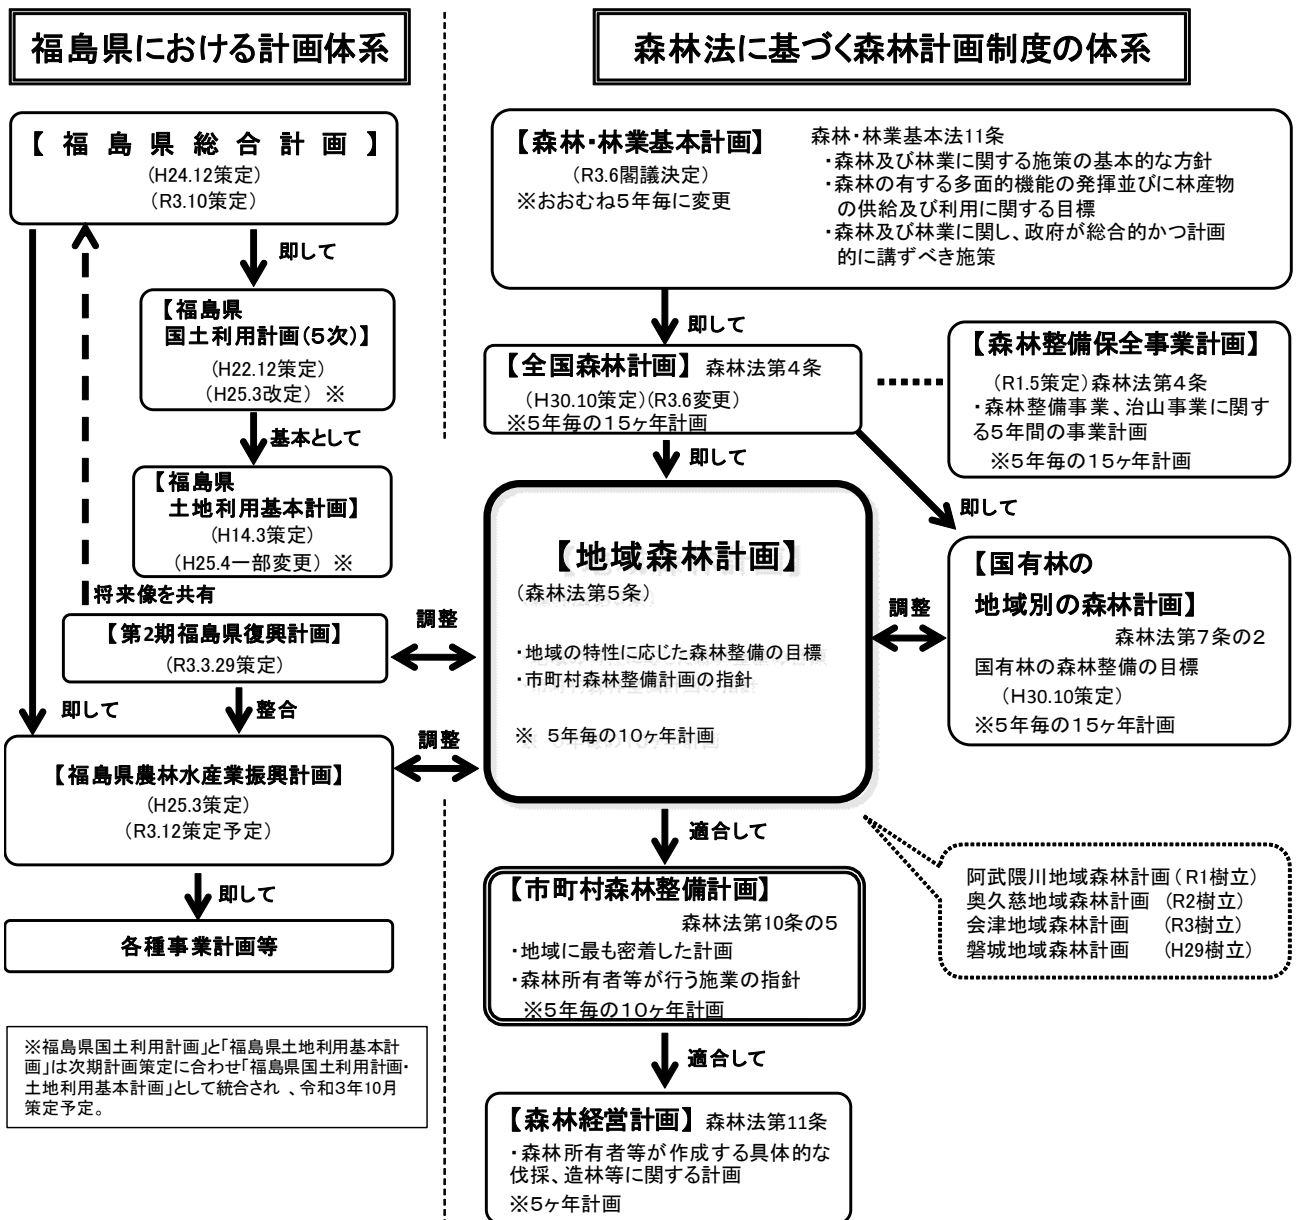 福島県における計画体系
【福島県総合計画】
(H24.12策定)
(R3.10策定)
即して
【福島県
国土利用計画(5次)】
(H22.12策定)
(H25.3改定) ※
基本として
【福島県
土地利用基本計画】
(H14.3策定)
(H25.4一部変更) ※
将来像を共有
【第2期福島県復興計画】
(R3.3.29策定)
調整
即して
整合
【福島県農林水産業振興計画】
(H25.3策定)
(R3.12策定予定)
調整
即して
各種事業計画等
※福島県国土利用計画」と「福島県土地利用基本計
画」は次期計画策定に合わせ「福島県国土利用計画・
土地利用基本計画」として統合され 、令和3年10月
策定予定。
森林法に基づく森林計画制度の体系
【森林・林業基本計画】
(R3.6閣議決定)
※おおむね5年毎に変更
森林・林業基本法11条
・森林及び林業に関する施策の基本的な方針
・森林の有する多面的機能の発揮並びに林産物
の供給及び利用に関する目標
・森林及び林業に関し、政府が総合的かつ計画
的に講ずべき施策
即して
【全国森林計画】 森林法第4条
(H30.10策定)(R3.6変更)
※5年毎の15ヶ年計画
【森林整備保全事業計画】
(R1.5策定)森林法第4条
・森林整備事業、治山事業に関す
る5年間の事業計画
※5年毎の15ヶ年計画
即して
即して
【地域森林計画】
(森林法第5条)
・地域の特性に応じた森林整備の目標
・市町村森林整備計画の指針
※ 5年毎の10ヶ年計画
調整
【国有林の
地域別の森林計画】
森林法第7条の2
国有林の森林整備の目標
(H30.10策定)
※5年毎の15ヶ年計画
適合して
阿武隈川地域森林計画(R1樹立)
奥久慈地域森林計画 (R2樹立)
会津地域森林計画 (R3樹立)
磐城地域森林計画 (H29樹立)
【市町村森林整備計画】
森林法第10条の5
・地域に最も密着した計画
・森林所有者等が行う施業の指針
※5年毎の10ヶ年計画
適合して
【森林経営計画】 森林法第11条
・森林所有者等が作成する具体的な
伐採、造林等に関する計画
※5ヶ年計画